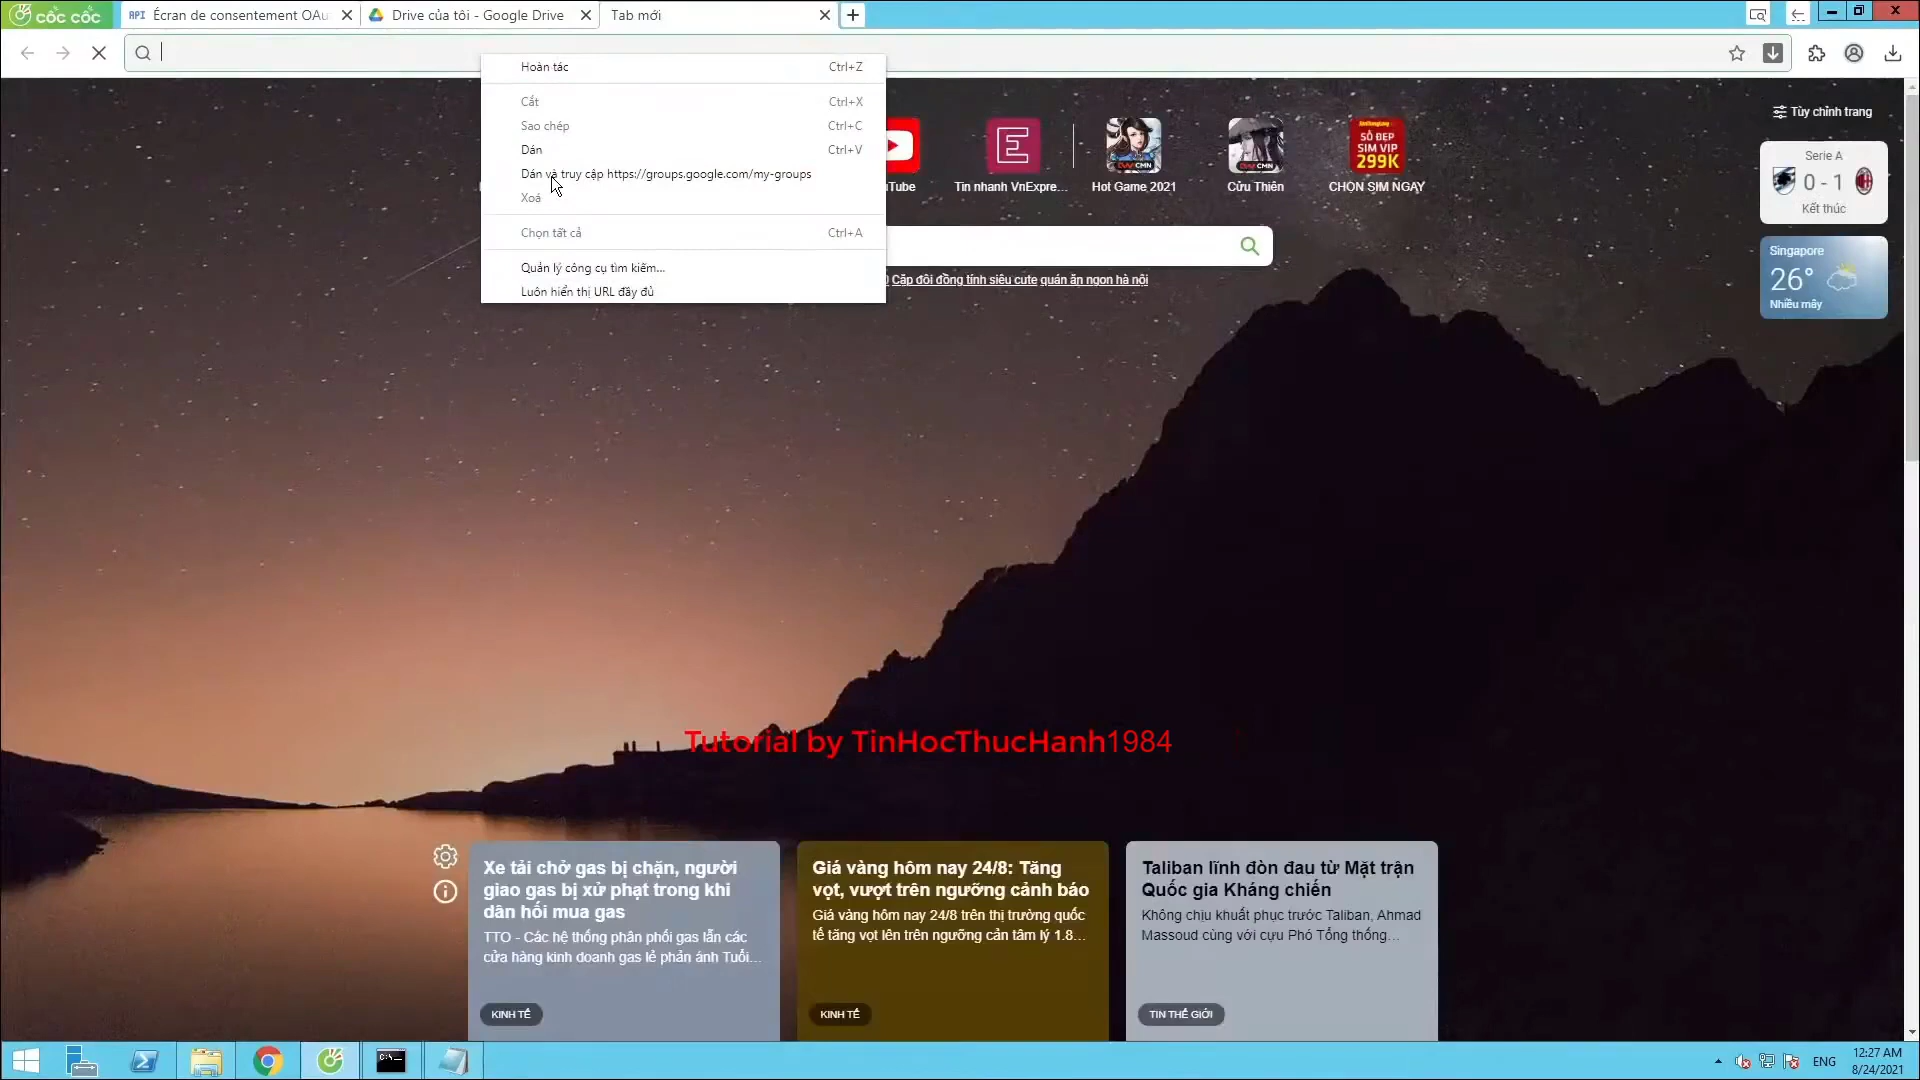 cốc cốc
API Écran de consentement OAu
Drive của tôi - Google Drive
Tab mới
Hoàn tác Ctrl+Z
Cắt Ctrl+X
Sao chép Ctrl+C
Dán Ctrl+V
Dán và truy cập https://groups.google.com/my-groups
Xoá
Chọn tất cả Ctrl+A
Quản lý công cụ tìm kiếm...
Luôn hiển thị URL đầy đủ
Tùy chỉnh trang
SỐ ĐẸP
SIM VIP
299K
uTube
Tin nhanh VnExpre...
Hot Game 2021
Cửu Thiên
CHỌN SIM NGAY
Serie A
0 - 1
Kết thúc
Cặp đôi đồng tính siêu cute quán ăn ngon hà nội
Singapore
26°
Nhiều mây
Tutorial by TinHocThucHanh1984
Xe tải chở gas bị chặn, người
giao gas bị xử phạt trong khi
dân hối mua gas
TTO - Các hệ thống phân phối gas lẫn các
cửa hàng kinh doanh gas lẻ phản ánh Tuổi...
KINH TẾ
Giá vàng hôm nay 24/8: Tăng
vọt, vượt trên ngưỡng cảnh báo
Giá vàng hôm nay 24/8 trên thị trường quốc
tế tăng vọt lên trên ngưỡng cản tâm lý 1.8...
KINH TẾ
Taliban lĩnh đòn đau từ Mặt trận
Quốc gia Kháng chiến
Không chịu khuất phục trước Taliban, Ahmad
Massoud cùng với cựu Phó Tổng thống...
TIN THẾ GIỚI
ENG
12:27 AM
8/24/2021